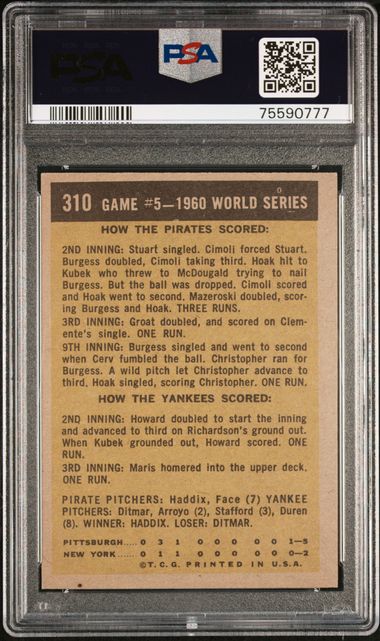 PSA
PSA
75590777
310 GAME #5—1960 WORLD SERIES
HOW THE PIRATES SCORED:
2ND INNING: Stuart singled. Cimoli forced Stuart.
Burgess doubled, Cimoli taking third. Hoak hit to
Kubek who threw to McDougald trying to nail
Burgess. But the ball was dropped. Cimoli scored
and Hoak went to second. Mazeroski doubled, scor-
ing Burgess and Hoak. THREE RUNS.
3RD INNING: Groat doubled, and scored on Clem-
ente's single. ONE RUN.
9TH INNING: Burgess singled and went to second
when Cerv fumbled the ball. Christopher ran for
Burgess. A wild pitch let Christopher advance to
third. Hoak singled, scoring Christopher. ONE RUN.
HOW THE YANKEES SCORED:
2ND INNING: Howard doubled to start the inning
and advanced to third on Richardson's ground out.
When Kubek grounded out, Howard scored. ONE
RUN.
3RD INNING: Maris homered into the upper deck.
ONE RUN.
PIRATE PITCHERS: Haddix, Face (7) YANKEE
PITCHERS: Ditmar, Arroyo (2), Stafford (3), Duren
(8). WINNER: HADDIX. LOSER: DITMAR.
PITTSBURGH..... 0 3 1 0 0 0 0 0 1—5
NEW YORK ..... 0 1 1 0 0 0 0 0 0—2
© T.C.G. PRINTED IN U.S.A.